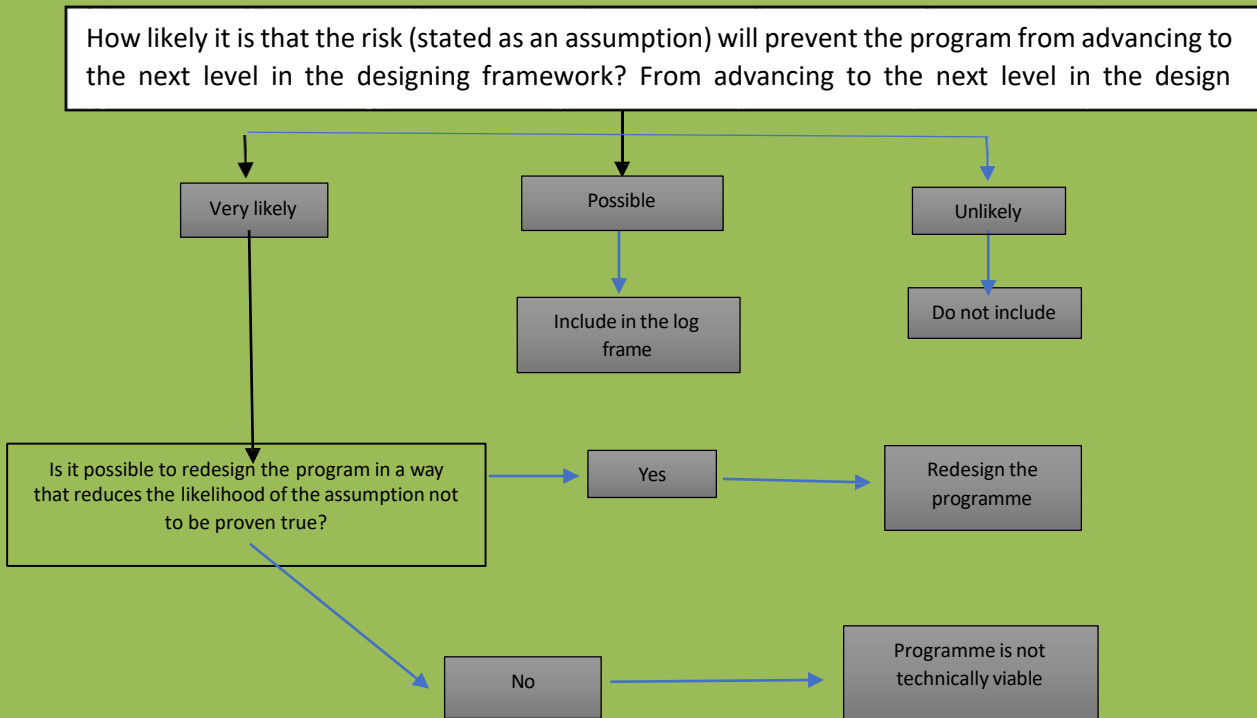 How likely it is that the risk (stated as an assumption) will prevent the program from advancing to
the next level in the designing framework? From advancing to the next level in the design
Very likely
Possible
Unlikely
Include in the log
frame
Do not include
Is it possible to redesign the program in a way
that reduces the likelihood of the assumption not
to be proven true?
Yes
Redesign the
programme
No
Programme is not
technically viable